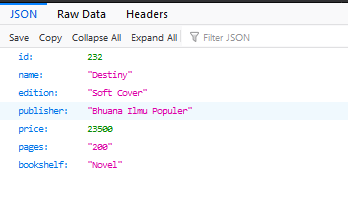 JSON Raw Data Headers
Save Copy Collapse All Expand All Filter JSON
id: 232
name: "Destiny"
edition: "Soft Cover"
publisher: "Bhuana Ilmu Populer"
price: 23500
pages: "200"
bookshelf: "Novel"